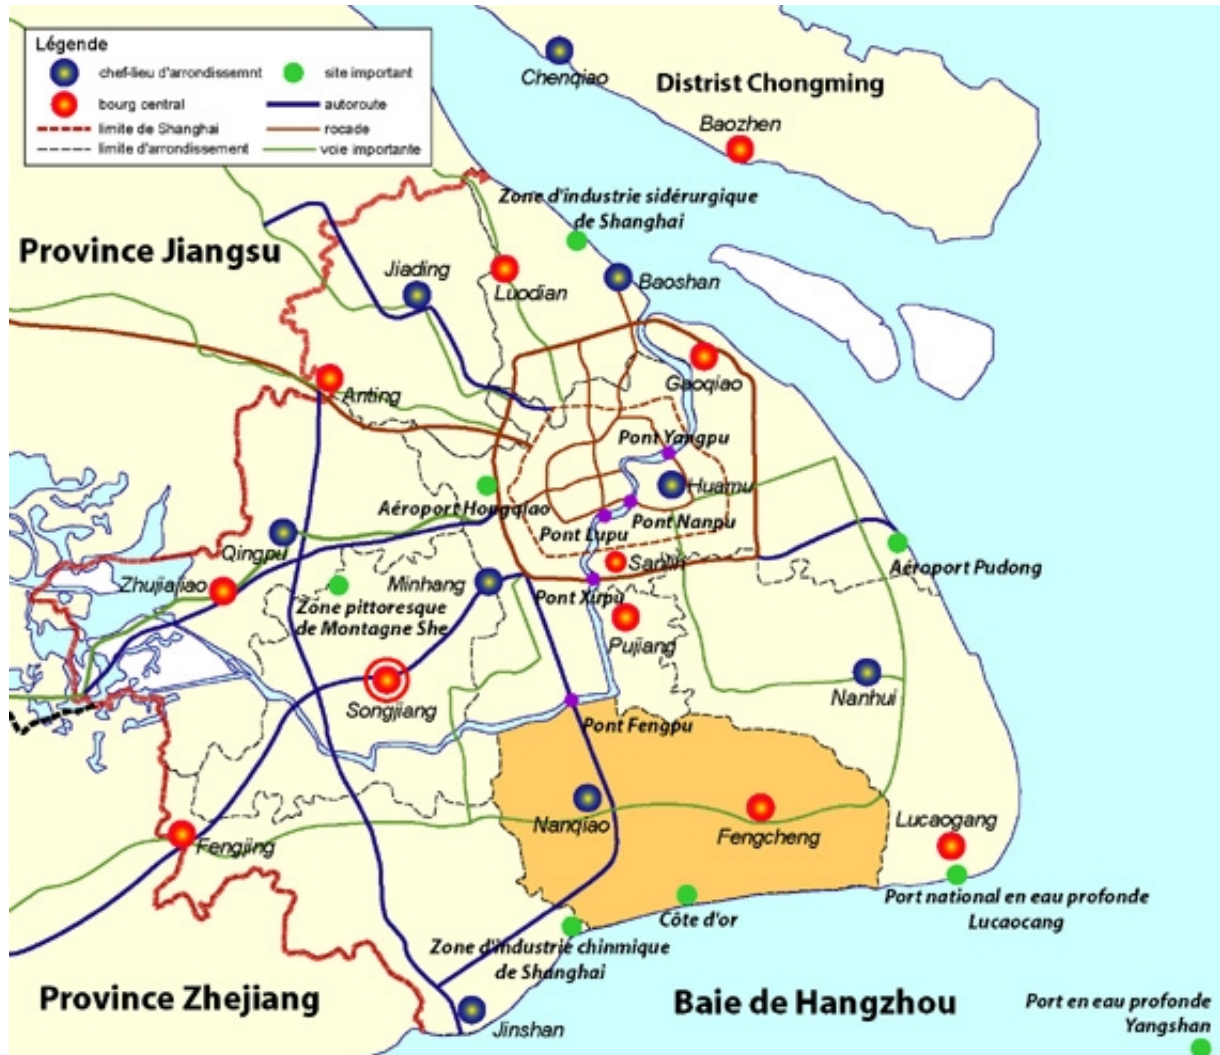 Légende
chef-lieu d'arrondissemnt
site important
bourg central
autoroute
limite de Shanghai
rocade
limite d'arrondissement
voie importante
Chenqiao
District Chongming
Baozhen
Zone d'industrie sidérurgique
de Shanghai
Province Jiangsu
Jiading
Luodian
Baoshan
Gaoqiao
Anting
Pont Yangpu
Huamu
Aéroport Hongqiao
Pont Nanpu
Pont Lupu
Qingpu
Sanlin
Aéroport Pudong
Zhujiajiao
Minhang
Pont Xupu
Zone pittoresque
de Montagne She
Pujiang
Nanhui
Songjiang
Pont Fengpu
Nanqiao
Fengcheng
Lucaogang
Fengjing
Port national en eau profonde
Lucaocang
Côte d'or
Zone d'industrie chinmique
de Shanghai
Province Zhejiang
Baie de Hangzhou
Port en eau profonde
Yangshan
Jinshan